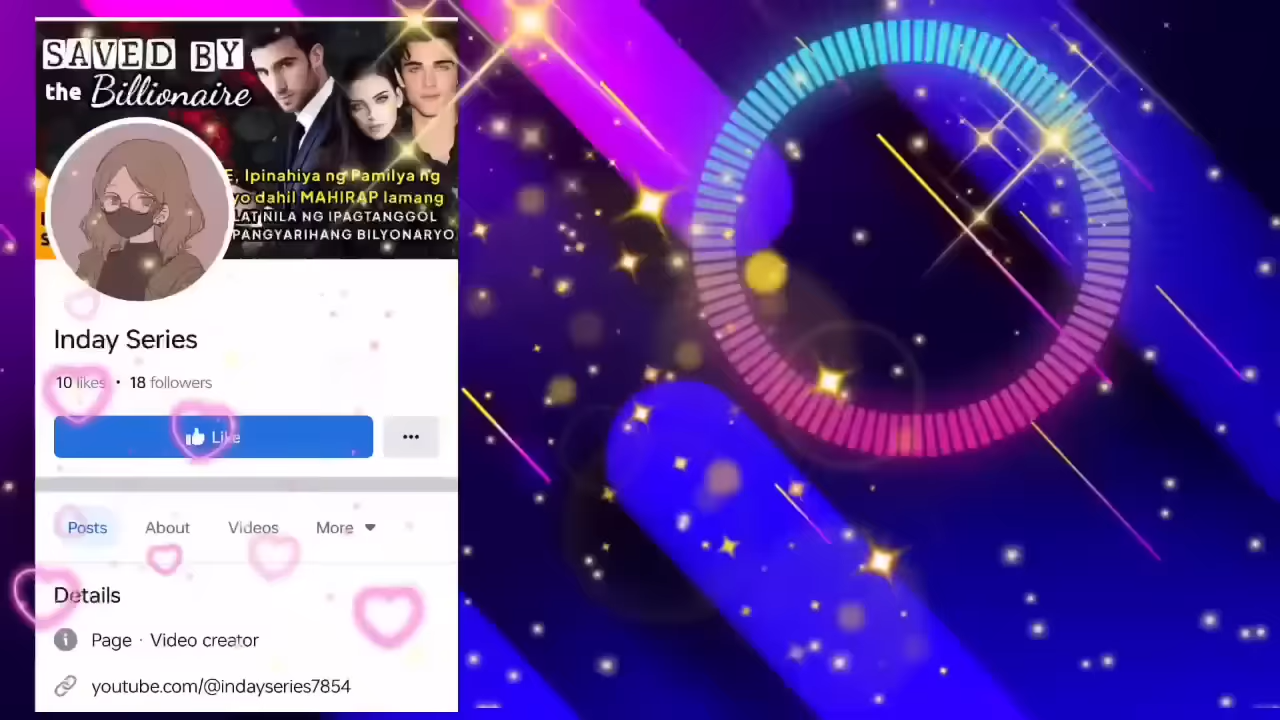 SAVED BY
the Billionaire
E, Ipinahiya ng Pamilya ng
yo dahil MAHIRAP lamang
NILA NG IPAGTANGGOL
PANGYARIHANG BILYONARYO
Inday Series
10 likes • 18 followers
Like
Posts About Videos More
Details
Page · Video creator
youtube.com/@indayseries7854